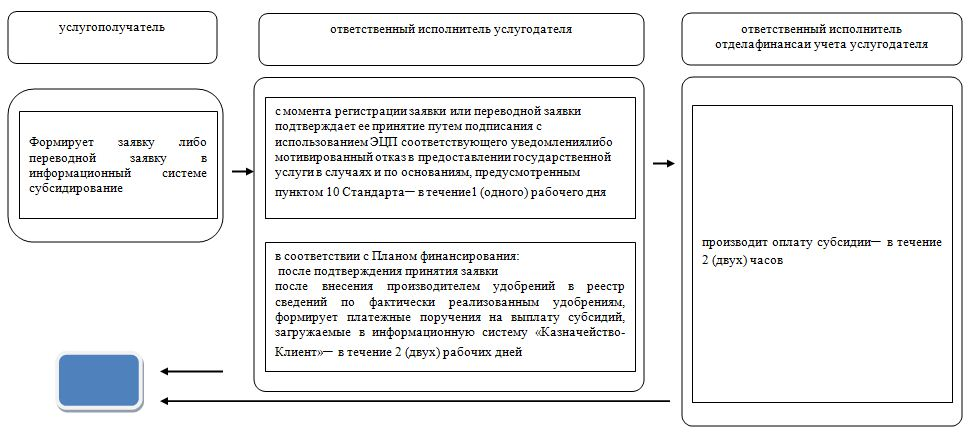 услугополучатель
ответственный исполнитель услугодателя
ответственный исполнитель
отделафинансаи учета услугодателя
Формирует заявку либо
переводной заявку в
информационный системе
субсидирование
с момента регистрации заявки или переводной заявки
подтверждает ее принятие путем подписания с
использованием ЭЦП соответствующего уведомлениялибо
мотивированный отказ в предоставлении государственной
услуги в случаях и по основаниям, предусмотренным
пунктом 10 Стандарта─ в течение1 (одного) рабочего дня
в соответствии с Планом финансирования:
после подтверждения принятия заявки
после внесения производителем удобрений в реестр
сведений по фактически реализованным удобрениям,
формирует платежные поручения на выплату субсидий,
загружаемые в информационную систему «Казначейство-
Клиент»─ в течение 2 (двух) рабочих дней
производит оплату субсидии─ в течение
2 (двух) часов